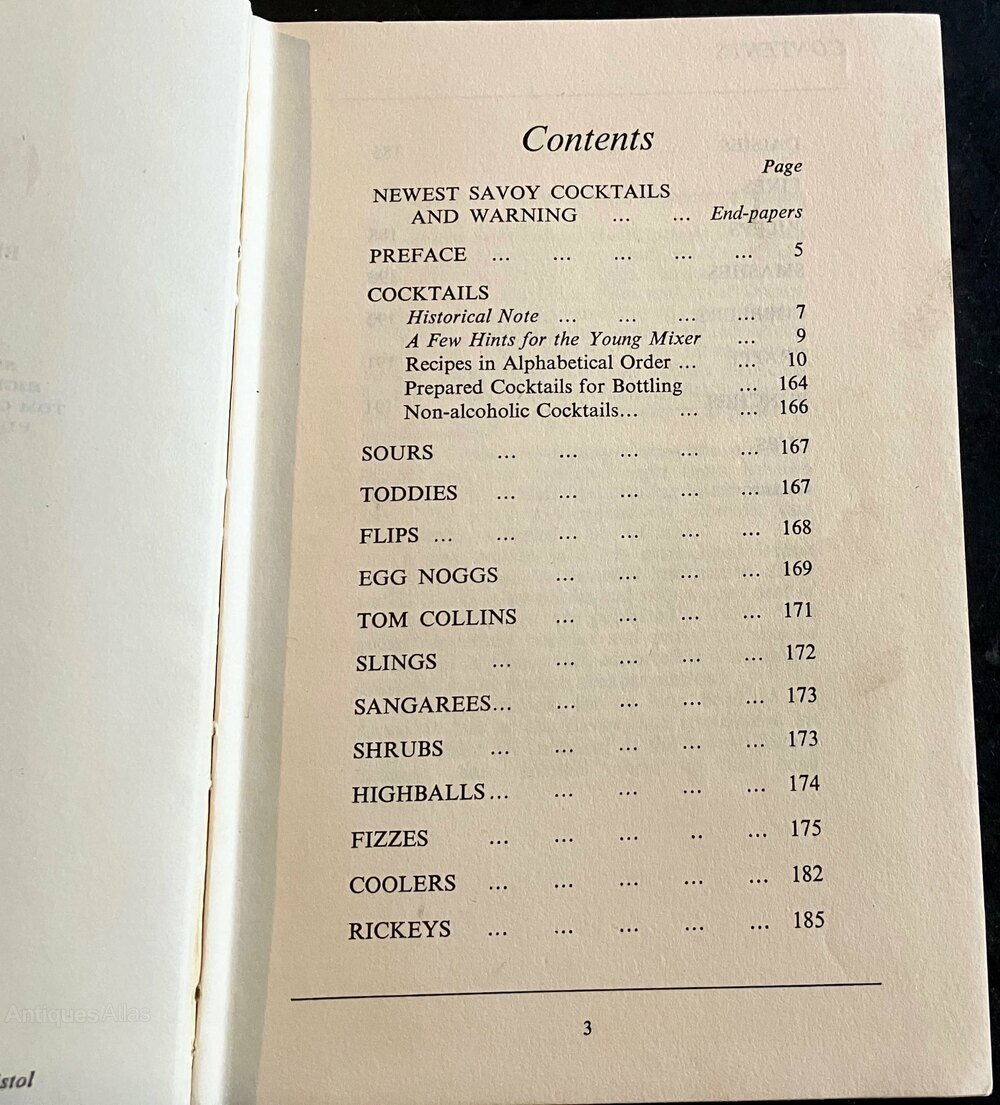 Contents
Page
NEWEST SAVOY COCKTAILS
AND WARNING ... ... End-papers
PREFACE ... ... ... ... ... 5
COCKTAILS
Historical Note ... ... ... ... 7
A Few Hints for the Young Mixer ... 9
Recipes in Alphabetical Order ... ... 10
Prepared Cocktails for Bottling ... 164
Non-alcoholic Cocktails... ... ... 166
SOURS ... ... ... ... ... 167
TODDIES ... ... ... ... ... 167
FLIPS ... ... ... ... ... ... 168
EGG NOGGS ... ... ... ... 169
TOM COLLINS ... ... ... ... 171
SLINGS ... ... ... ... ... 172
SANGAREES... ... ... ... ... 173
SHRUBS ... ... ... ... ... 173
HIGHBALLS... ... ... ... ... 174
FIZZES ... ... ... .. ... 175
COOLERS ... ... ... ... ... 182
RICKEYS ... ... ... ... ... 185
3
AntiquesAtlas
stol